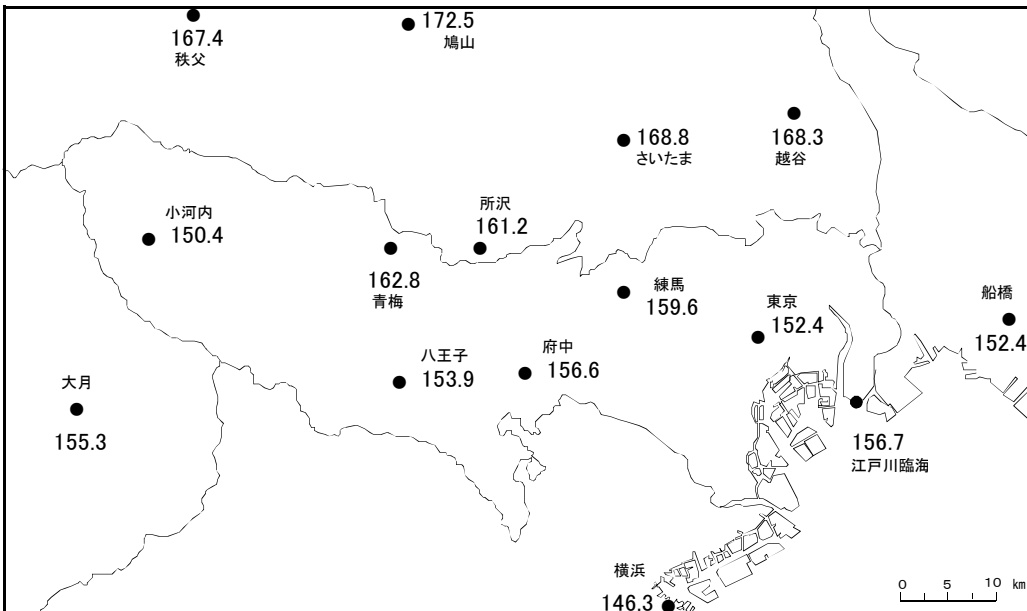 167.4
秩父
172.5
鳩山
168.8
さいたま
168.3
越谷
小河内
150.4
所沢
161.2
162.8
青梅
練馬
159.6
東京
152.4
船橋
152.4
大月
155.3
八王子
153.9
府中
156.6
156.7
江戸川臨海
横浜
146.3
0 5 10 km